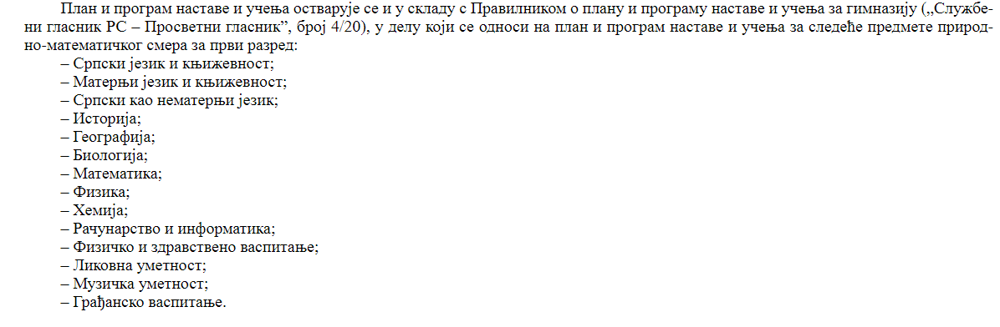 План и програм наставе и учења остварује се и у складу с Правилником о плану и програму наставе и учења за гимназију („Службе-
ни гласник РС – Просветни гласник”, број 4/20), у делу који се односи на план и програм наставе и учења за следеће предмете природ-
но-математичког смера за први разред:
– Српски језик и књижевност;
– Матерњи језик и књижевност;
– Српски као нематерњи језик;
– Историја;
– Географија;
– Биологија;
– Математика;
– Физика;
– Хемија;
– Рачунарство и информатика;
– Физичко и здравствено васпитање;
– Ликовна уметност;
– Музичка уметност;
– Грађанско васпитање.